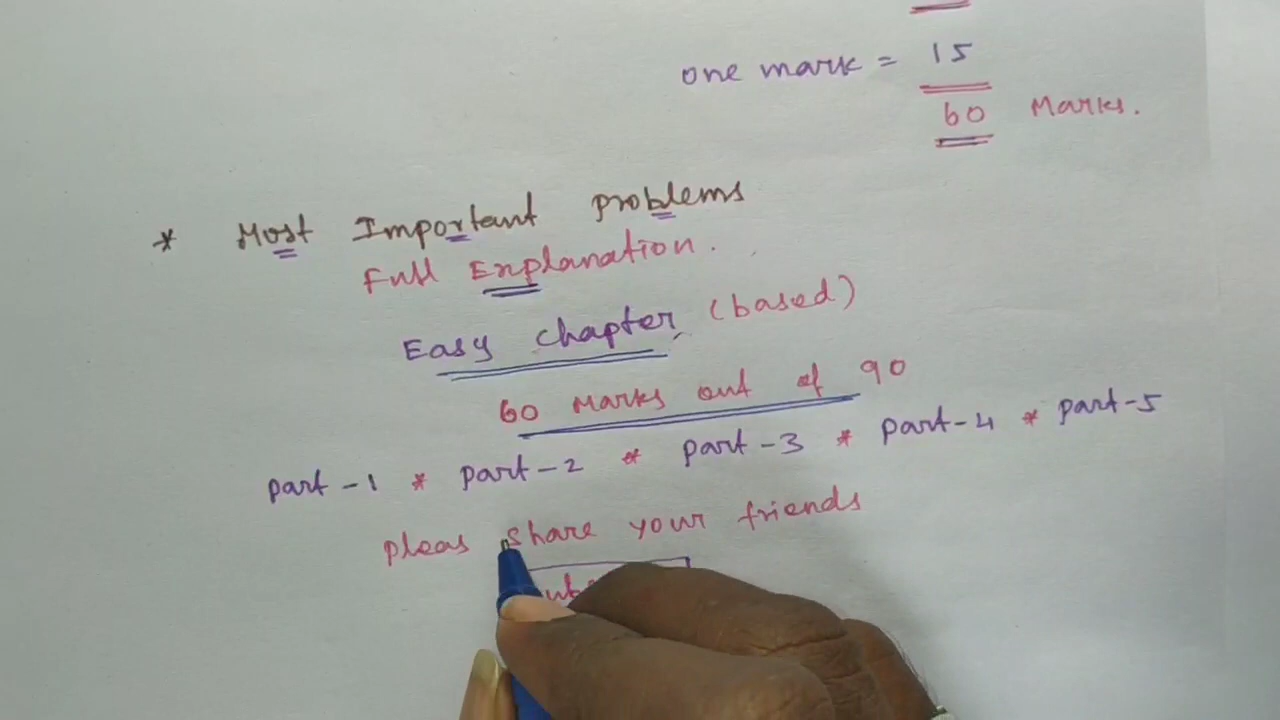 one mark = 15
60 Marks.
* Most Important problems
Full Explanation.
Easy chapter (based)
60 Marks out of 90
part-1 * part-2 * part-3 * part-4 * part-5
pleas share your friends